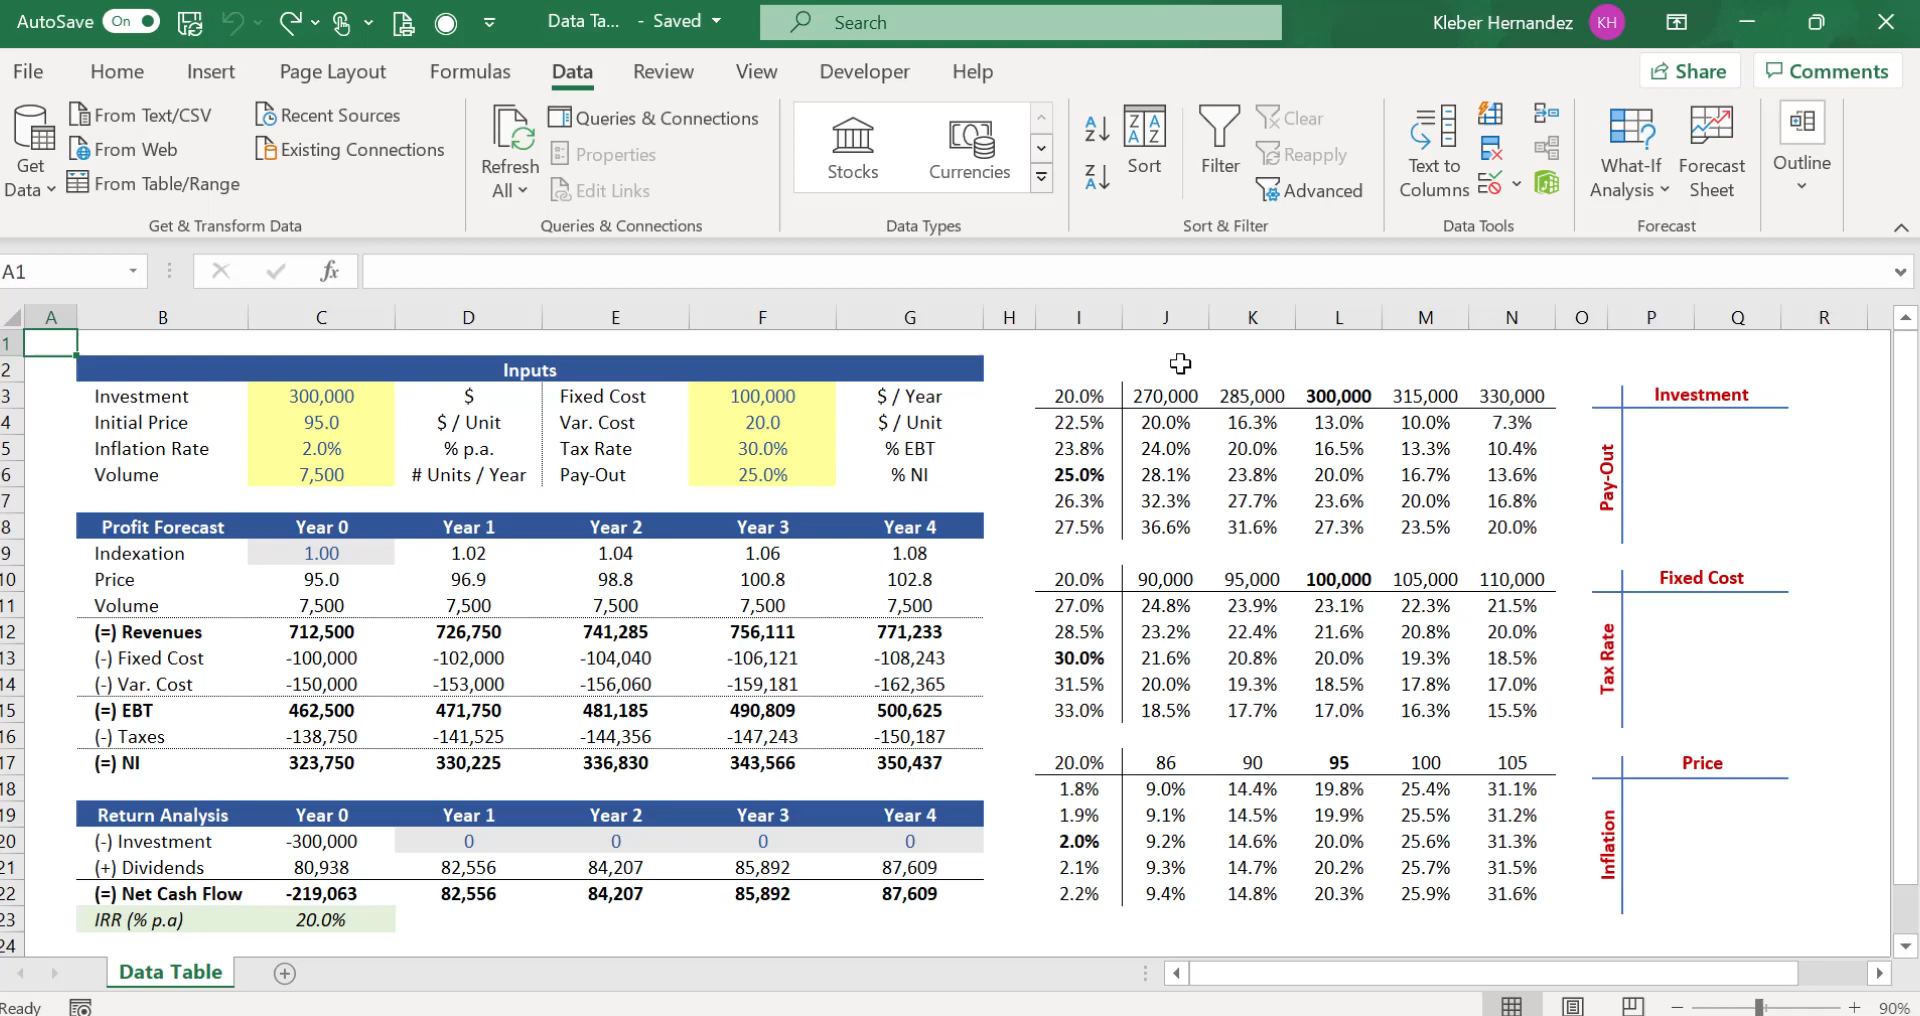 AutoSave On Data Ta... - Saved Search Kleber Hernandez KH
File Home Insert Page Layout Formulas Data Review View Developer Help Share Comments
Get Data
From Text/CSV
From Web
From Table/Range
Recent Sources
Existing Connections
Get & Transform Data
Refresh All
Queries & Connections
Properties
Edit Links
Queries & Connections
Stocks Currencies
Data Types
Sort
Filter
Clear
Reapply
Advanced
Sort & Filter
Text to Columns
Data Tools
What-If Analysis
Forecast Sheet
Forecast
Outline
A1 fx
A B C D E F G H I J K L M N O P Q R
1
2 Inputs
3 Investment 300,000 $ Fixed Cost 100,000 $ / Year 20.0% 270,000 285,000 300,000 315,000 330,000 Investment
4 Initial Price 95.0 $ / Unit Var. Cost 20.0 $ / Unit 22.5% 20.0% 16.3% 13.0% 10.0% 7.3%
5 Inflation Rate 2.0% % p.a. Tax Rate 30.0% % EBT 23.8% 24.0% 20.0% 16.5% 13.3% 10.4%
6 Volume 7,500 # Units / Year Pay-Out 25.0% % NI 25.0% 28.1% 23.8% 20.0% 16.7% 13.6% Pay-Out
7 26.3% 32.3% 27.7% 23.6% 20.0% 16.8%
8 Profit Forecast Year 0 Year 1 Year 2 Year 3 Year 4 27.5% 36.6% 31.6% 27.3% 23.5% 20.0%
9 Indexation 1.00 1.02 1.04 1.06 1.08
10 Price 95.0 96.9 98.8 100.8 102.8 20.0% 90,000 95,000 100,000 105,000 110,000 Fixed Cost
11 Volume 7,500 7,500 7,500 7,500 7,500 27.0% 24.8% 23.9% 23.1% 22.3% 21.5%
12 (=) Revenues 712,500 726,750 741,285 756,111 771,233 28.5% 23.2% 22.4% 21.6% 20.8% 20.0%
13 (-) Fixed Cost -100,000 -102,000 -104,040 -106,121 -108,243 30.0% 21.6% 20.8% 20.0% 19.3% 18.5% Tax Rate
14 (-) Var. Cost -150,000 -153,000 -156,060 -159,181 -162,365 31.5% 20.0% 19.3% 18.5% 17.8% 17.0%
15 (=) EBT 462,500 471,750 481,185 490,809 500,625 33.0% 18.5% 17.7% 17.0% 16.3% 15.5%
16 (-) Taxes -138,750 -141,525 -144,356 -147,243 -150,187
17 (=) NI 323,750 330,225 336,830 343,566 350,437 20.0% 86 90 95 100 105 Price
18 1.8% 9.0% 14.4% 19.8% 25.4% 31.1%
19 Return Analysis Year 0 Year 1 Year 2 Year 3 Year 4 1.9% 9.1% 14.5% 19.9% 25.5% 31.2%
20 (-) Investment -300,000 0 0 0 0 2.0% 9.2% 14.6% 20.0% 25.6% 31.3% Inflation
21 (+) Dividends 80,938 82,556 84,207 85,892 87,609 2.1% 9.3% 14.7% 20.2% 25.7% 31.5%
22 (=) Net Cash Flow -219,063 82,556 84,207 85,892 87,609 2.2% 9.4% 14.8% 20.3% 25.9% 31.6%
23 IRR (% p.a) 20.0%
24
Data Table
Ready 90%